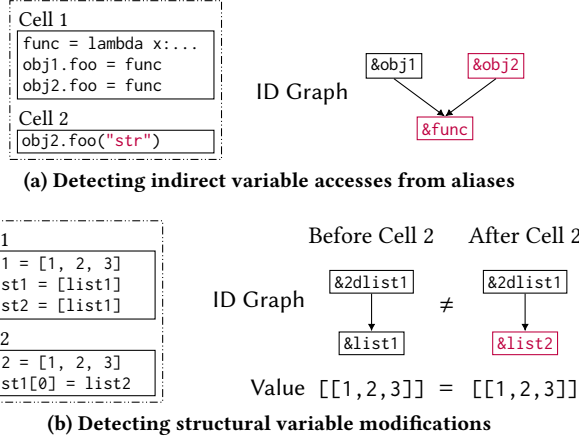 Cell 1
func = lambda x:...
obj1.foo = func
obj2.foo = func
Cell 2
obj2.foo("str")
ID Graph
&obj1
&obj2
&func
(a) Detecting indirect variable accesses from aliases
1
1 = [1, 2, 3]
st1 = [list1]
st2 = [list1]
2
2 = [1, 2, 3]
st1[0] = list2
Before Cell 2 After Cell 2
ID Graph
&2dlist1 ≠ &2dlist1
&list1 &list2
Value [[1,2,3]] = [[1,2,3]]
(b) Detecting structural variable modifications